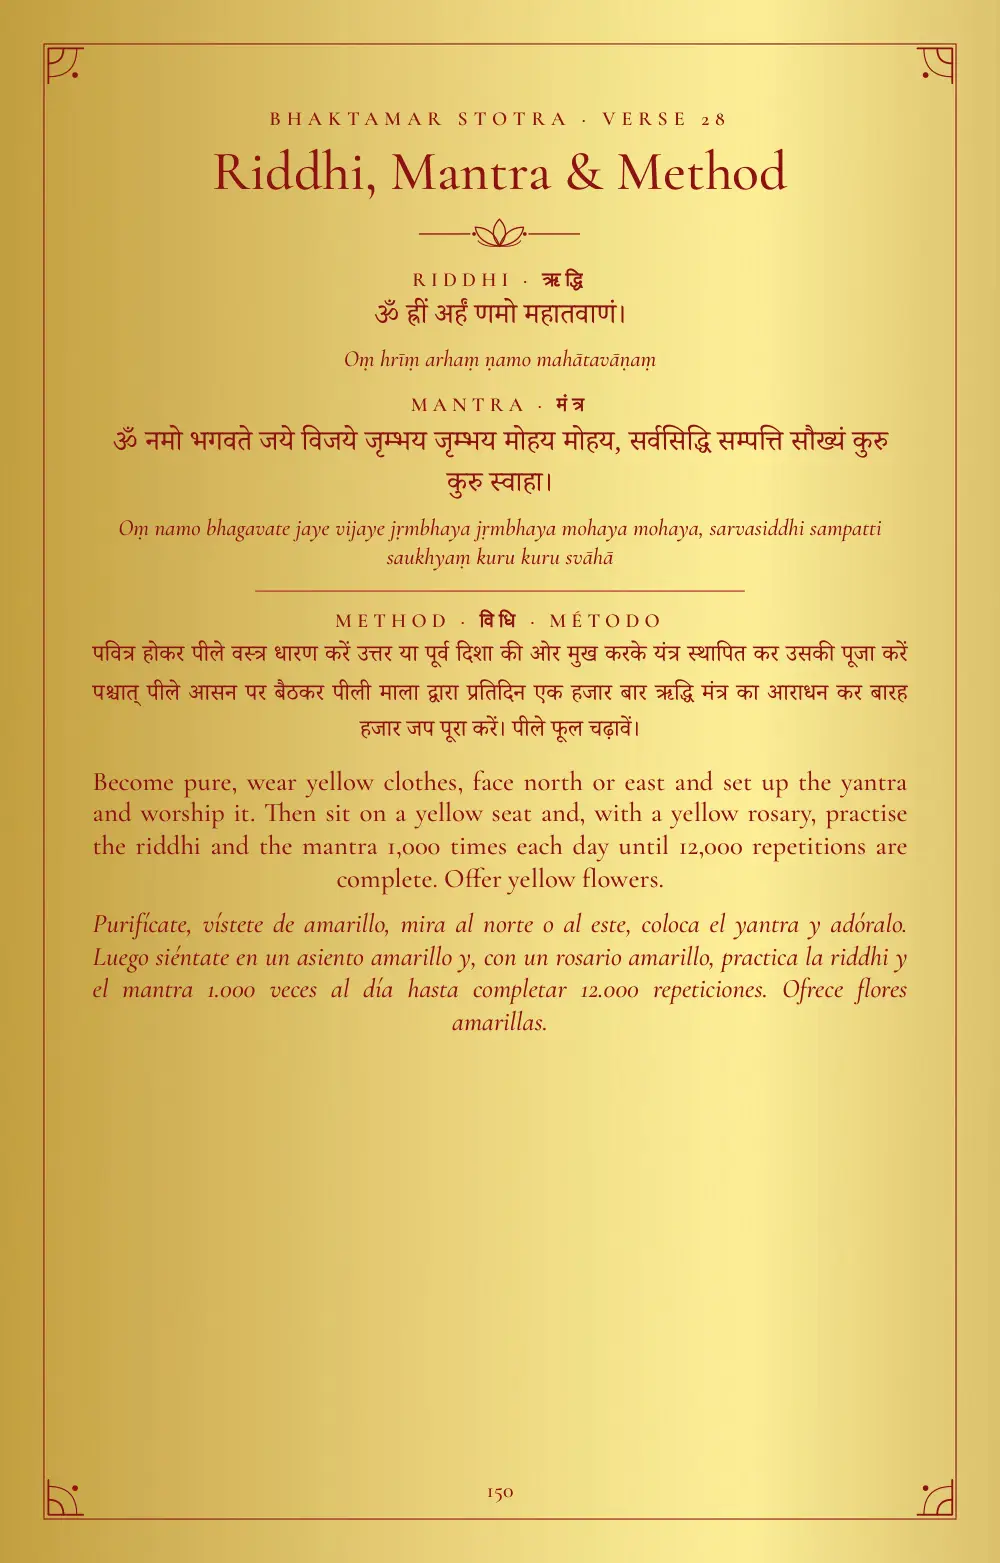 BHAKTAMAR STOTRA · VERSE 28
Riddhi, Mantra & Method
RIDDHI · ऋद्धि
ॐ ह्रीं अर्हं णमो महातवाणं।
Oṃ hrīṃ arhaṃ ṇamo mahātavāṇaṃ
MANTRA · मंत्र
ॐ नमो भगवते जये विजये जृम्भय जृम्भय मोहय मोहय, सर्वसिद्धि सम्पत्ति सौख्यं कुरु
कुरु स्वाहा।
Oṃ namo bhagavate jaye vijaye jṛmbhaya jṛmbhaya mohaya mohaya, sarvasiddhi sampatti
saukhyaṃ kuru kuru svāhā
METHOD · विधि · MÉTODO
पवित्र होकर पीले वस्त्र धारण करें उत्तर या पूर्व दिशा की ओर मुख करके यंत्र स्थापित कर उसकी पूजा करें
पश्चात् पीले आसन पर बैठकर पीली माला द्वारा प्रतिदिन एक हजार बार ऋद्धि मंत्र का आराधन कर बारह
हजार जप पूरा करें। पीले फूल चढ़ावें।
Become pure, wear yellow clothes, face north or east and set up the yantra
and worship it. Then sit on a yellow seat and, with a yellow rosary, practise
the riddhi and the mantra 1,000 times each day until 12,000 repetitions are
complete. Offer yellow flowers.
Purifícate, vístete de amarillo, mira al norte o al este, coloca el yantra y adóralo.
Luego siéntate en un asiento amarillo y, con un rosario amarillo, practica la riddhi y
el mantra 1.000 veces al día hasta completar 12.000 repeticiones. Ofrece flores
amarillas.
150